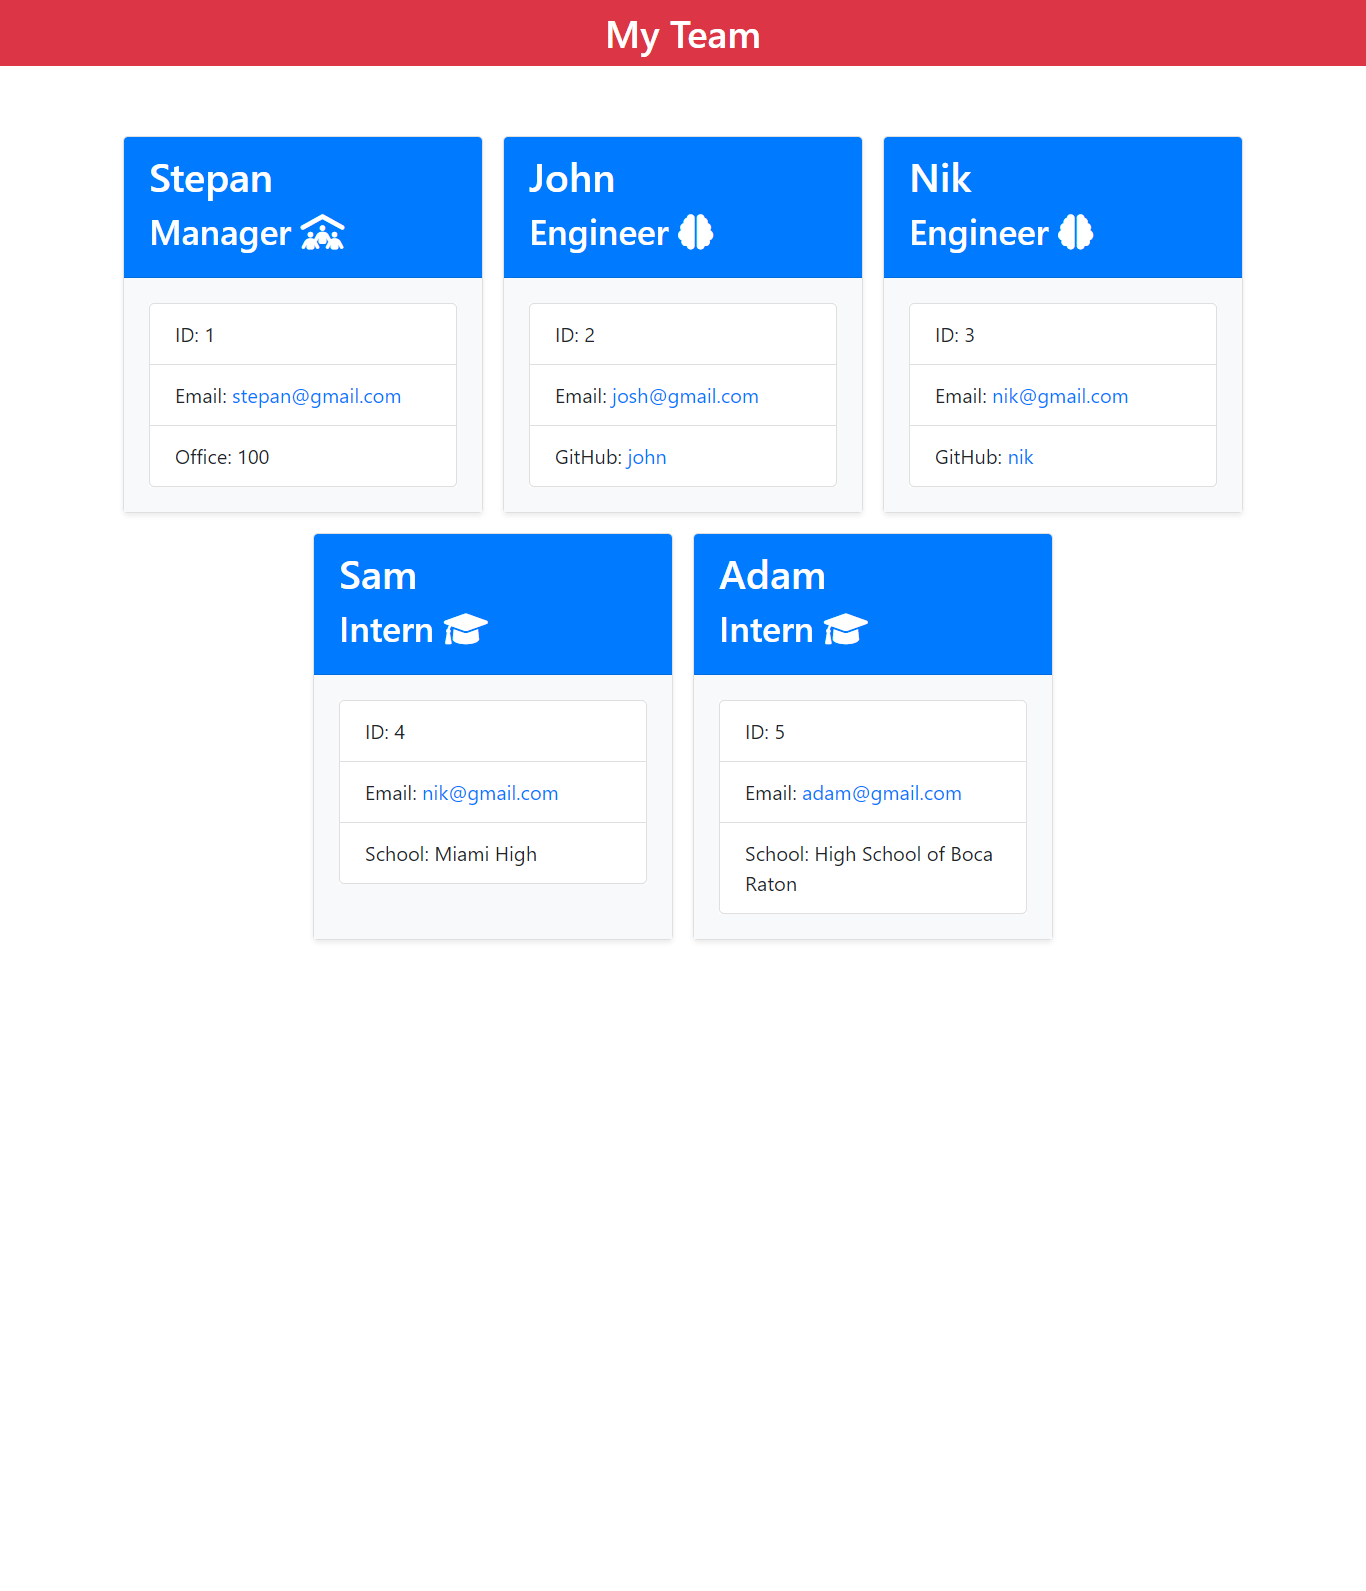 My Team
Stepan
Manager
ID: 1
Email: stepan@gmail.com
Office: 100
John
Engineer
ID: 2
Email: josh@gmail.com
GitHub: john
Nik
Engineer
ID: 3
Email: nik@gmail.com
GitHub: nik
Sam
Intern
ID: 4
Email: nik@gmail.com
School: Miami High
Adam
Intern
ID: 5
Email: adam@gmail.com
School: High School of Boca
Raton